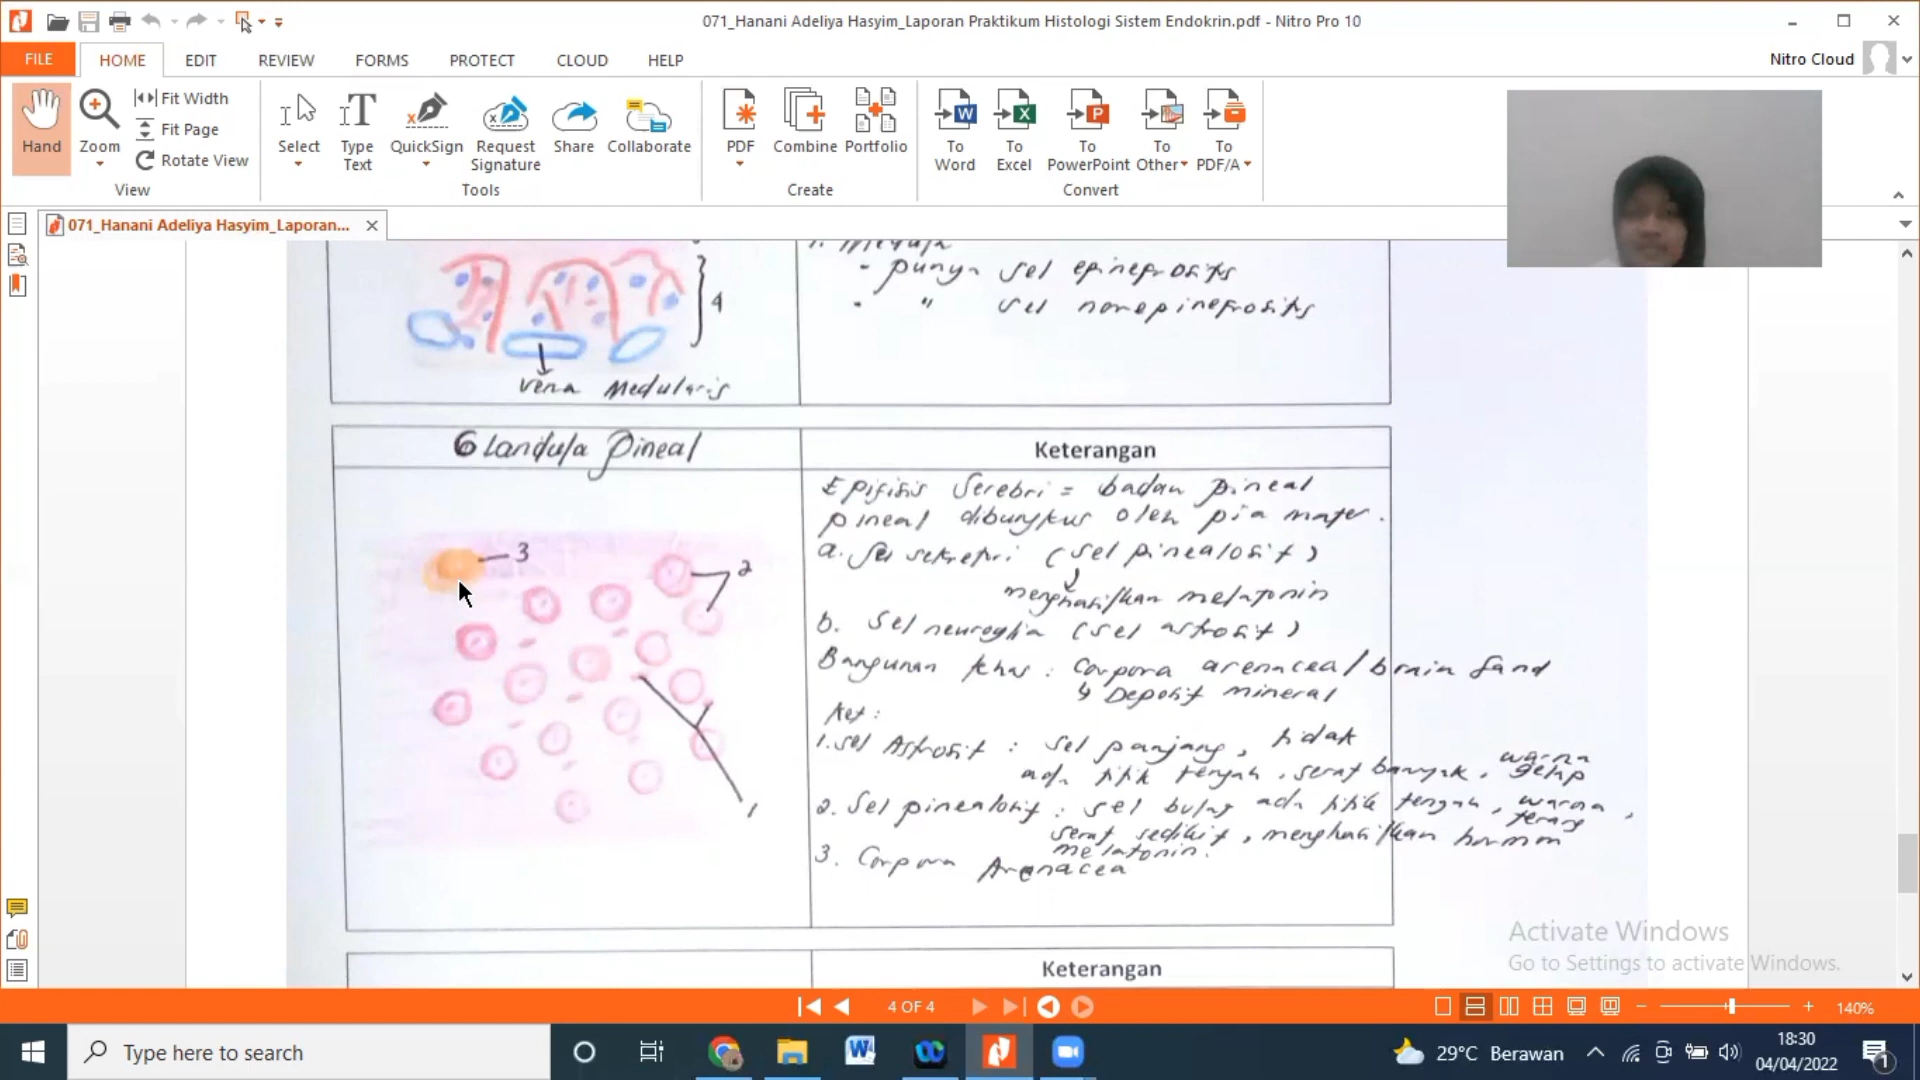 071_Hanani Adeliya Hasyim_Laporan Praktikum Histologi Sistem Endokrin.pdf - Nitro Pro 10
FILE HOME EDIT REVIEW FORMS PROTECT CLOUD HELP
Nitro Cloud
Hand
Zoom
Fit Width
Fit Page
Rotate View
View
Select
Type Text
QuickSign
Request Signature
Share
Collaborate
Tools
PDF
Combine
Portfolio
Create
To Word
To Excel
To PowerPoint
To Other
To PDF/A
Convert
071_Hanani Adeliya Hasyim_Laporan...
4
Vena Medularis
- punya sel epinefrosits
- " sel norepinefrosits
Glandula Pineal
3
2
1
Keterangan
Epifisis Serebri = badan pineal
pineal dibungkus oleh pia mater.
a. Sel sekretori (sel pinealosit)
menghasilkan melatonin
b. Sel neuroglia (sel astrosit)
Bangunan khas : Corpora arenacea/brain sand
↳ Deposit mineral
Ket :
1. Sel Astrosit : sel panjang, tidak
ada titik tengah, serat banyak, warna gelap
2. Sel pinealosit : sel bulat ada titik tengah, warna terang,
serat sedikit, menghasilkan hormon
melatonin.
3. Corpora Arenacea
Keterangan
Activate Windows
Go to Settings to activate Windows.
4 OF 4
140%
Type here to search
29°C Berawan
18:30
04/04/2022
1